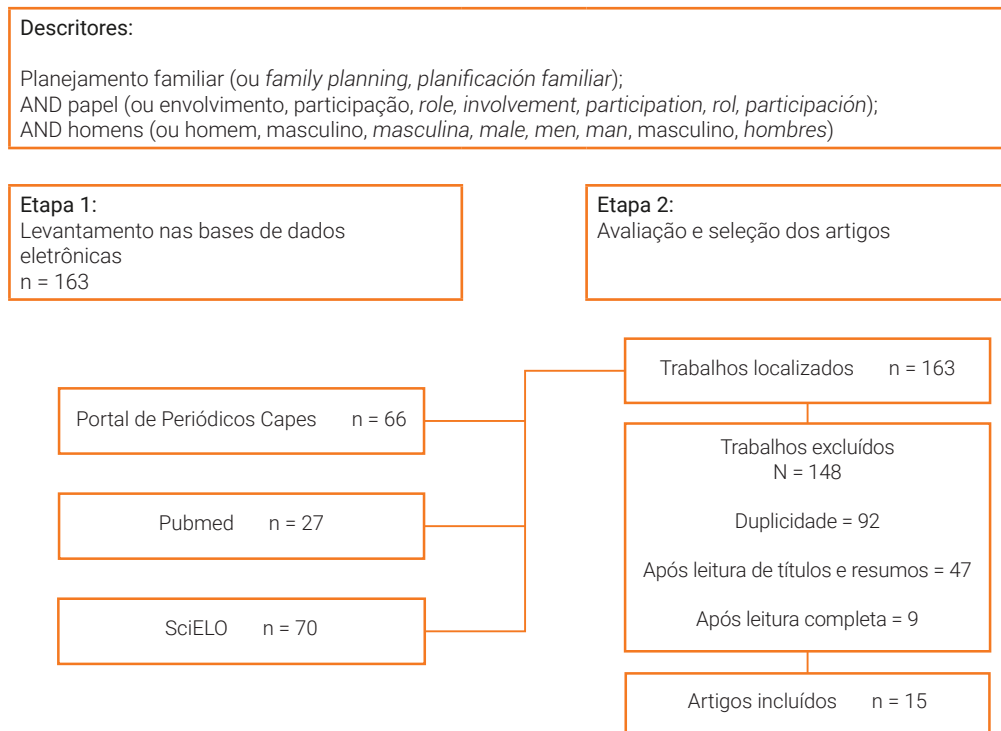 Descritores:
Planejamento familiar (ou family planning, planificación familiar);
AND papel (ou envolvimento, participação, role, involvement, participation, rol, participación);
AND homens (ou homem, masculino, masculina, male, men, man, masculino, hombres)
Etapa 1:
Levantamento nas bases de dados
eletrônicas
n = 163
Etapa 2:
Avaliação e seleção dos artigos
Portal de Periódicos Capes n = 66
Pubmed n = 27
SciELO n = 70
Trabalhos localizados n = 163
Trabalhos excluídos
N = 148
Duplicidade = 92
Após leitura de títulos e resumos = 47
Após leitura completa = 9
Artigos incluídos n = 15